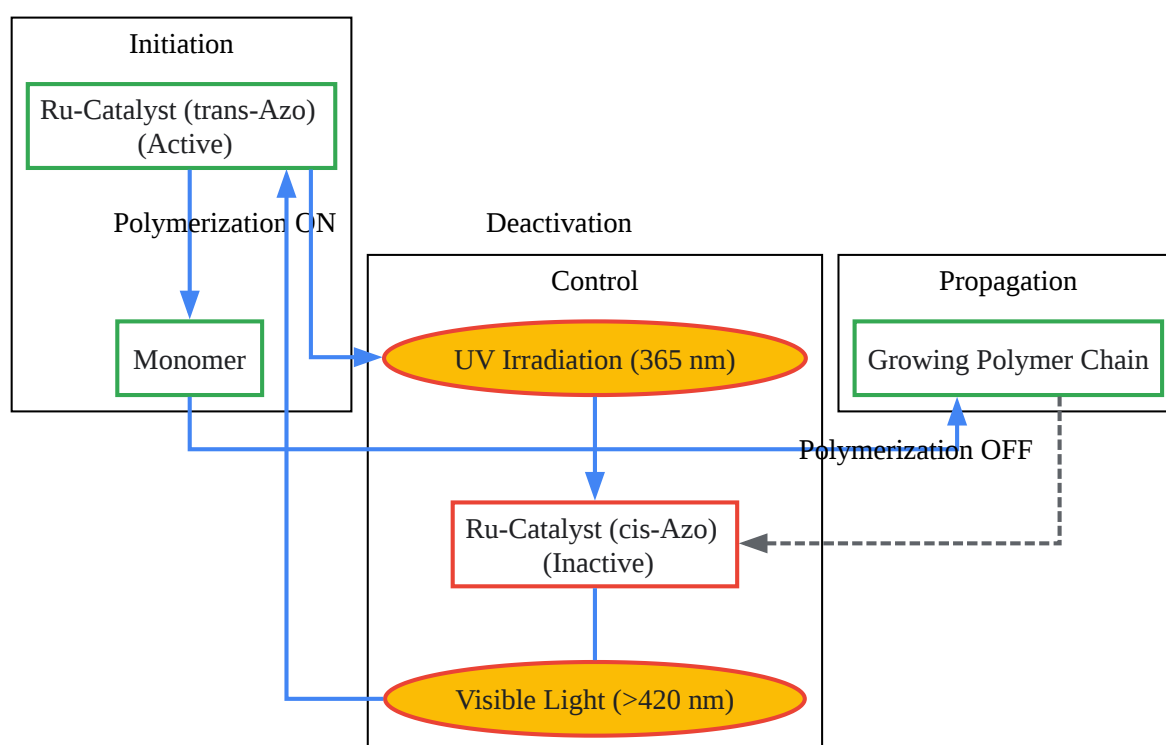 Initiation
Ru-Catalyst (trans-Azo)
(Active)
Polymerization ON
Monomer
Deactivation
Control
UV Irradiation (365 nm)
Propagation
Growing Polymer Chain
Polymerization OFF
Ru-Catalyst (cis-Azo)
(Inactive)
Visible Light (>420 nm)